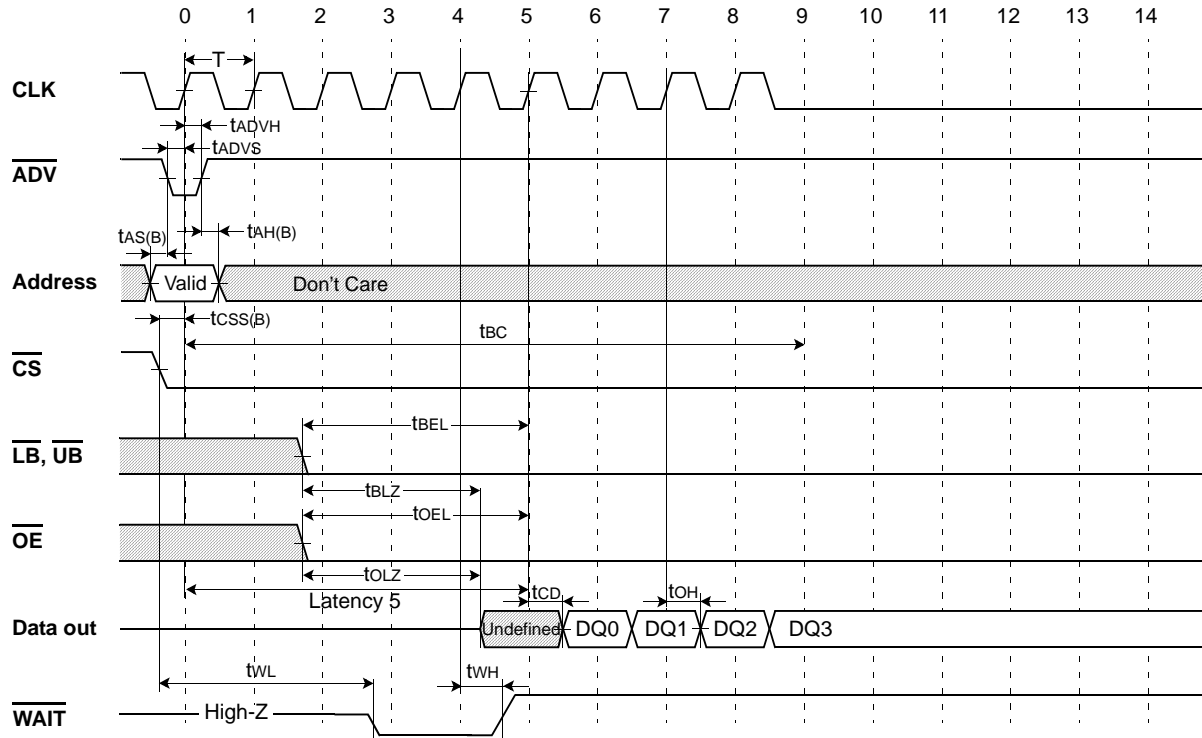 0 1 2 3 4 5 6 7 8 9 10 11 12 13 14
T
CLK
tADVH
tADVS
ADV
tAS(B)
tAH(B)
Address
Valid
Don't Care
tCSS(B)
tBC
CS
tBEL
LB, UB
tBLZ
tOEL
OE
tOLZ
tCD
tOH
Latency 5
Data out
Undefined
DQ0
DQ1
DQ2
DQ3
tWL
tWH
High-Z
WAIT